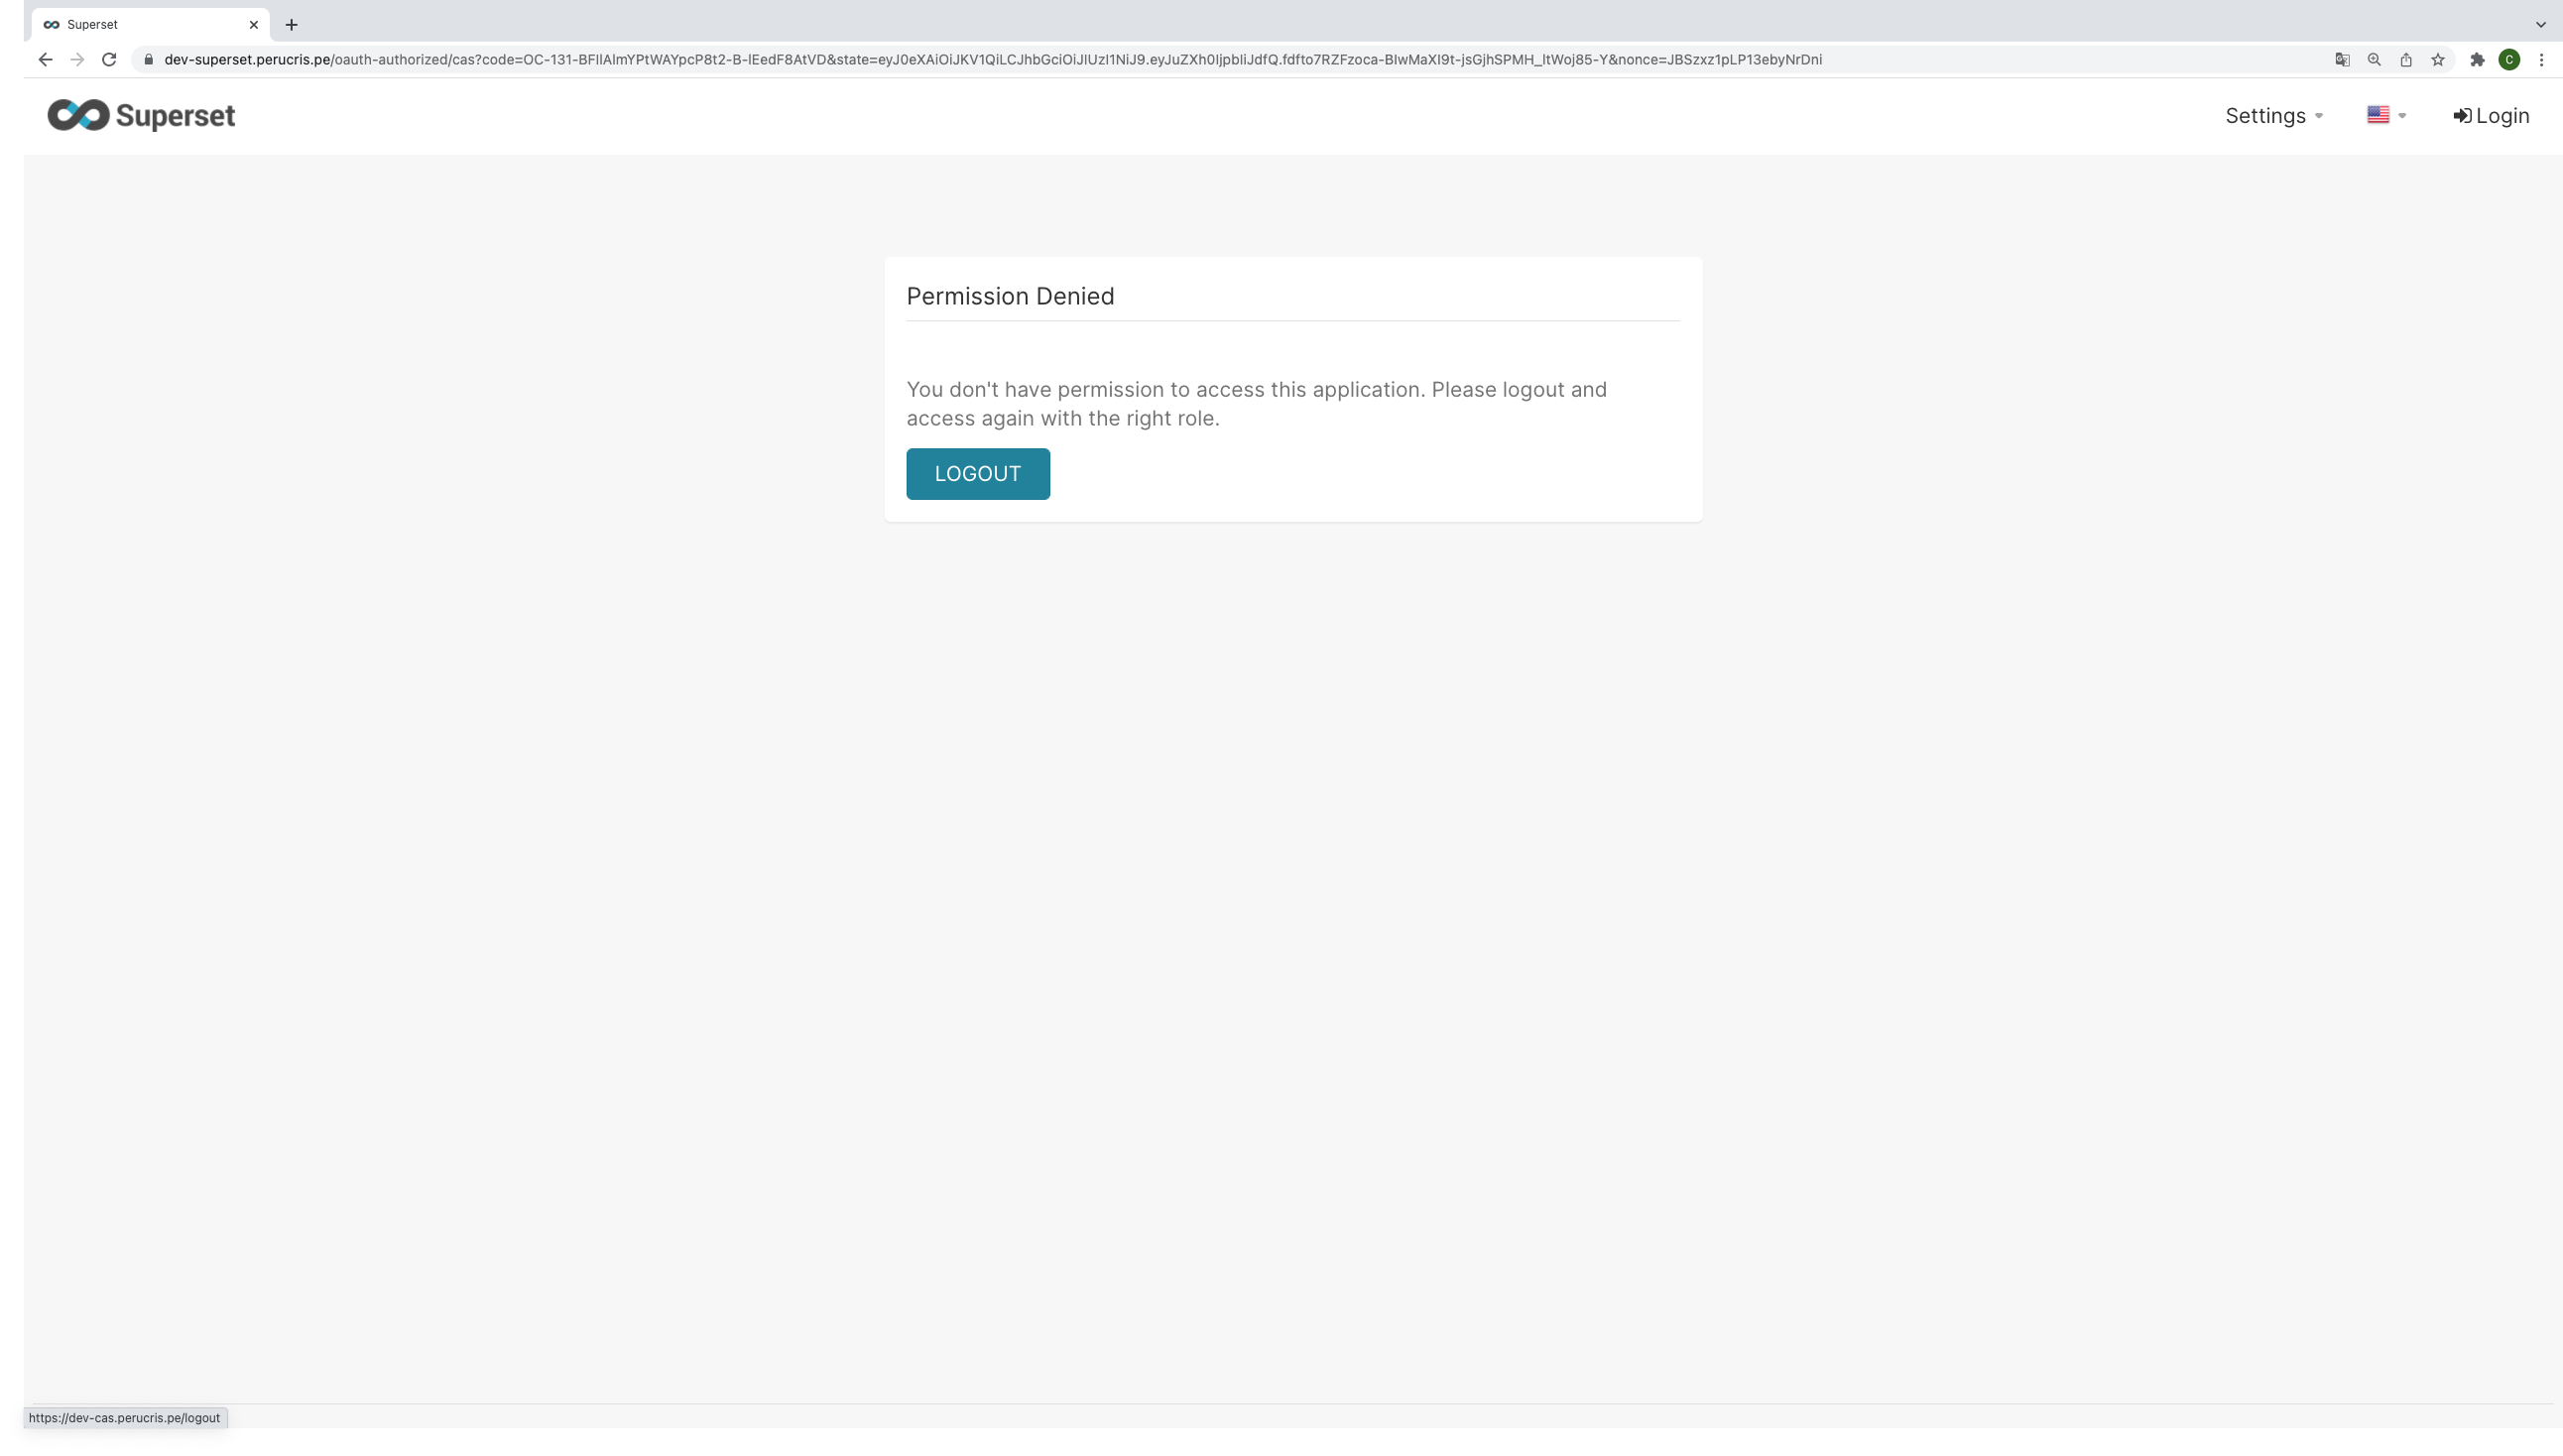 Superset
dev-superset.perucris.pe/oauth-authorized/cas?code=OC-131-BFIlAlmYPtWAYpcP8t2-B-lEedF8AtVD&state=eyJ0eXAiOiJKV1QiLCJhbGciOiJIUzI1NiJ9.eyJuZXh0IjpbIiJdfQ.fdfto7RZFzoca-BIwMaXI9t-jsGjhSPMH_ltWoj85-Y&nonce=JBSzxz1pLP13ebyNrDni
C
Superset
Settings
Login
Permission Denied
You don't have permission to access this application. Please logout and
access again with the right role.
LOGOUT
https://dev-cas.perucris.pe/logout